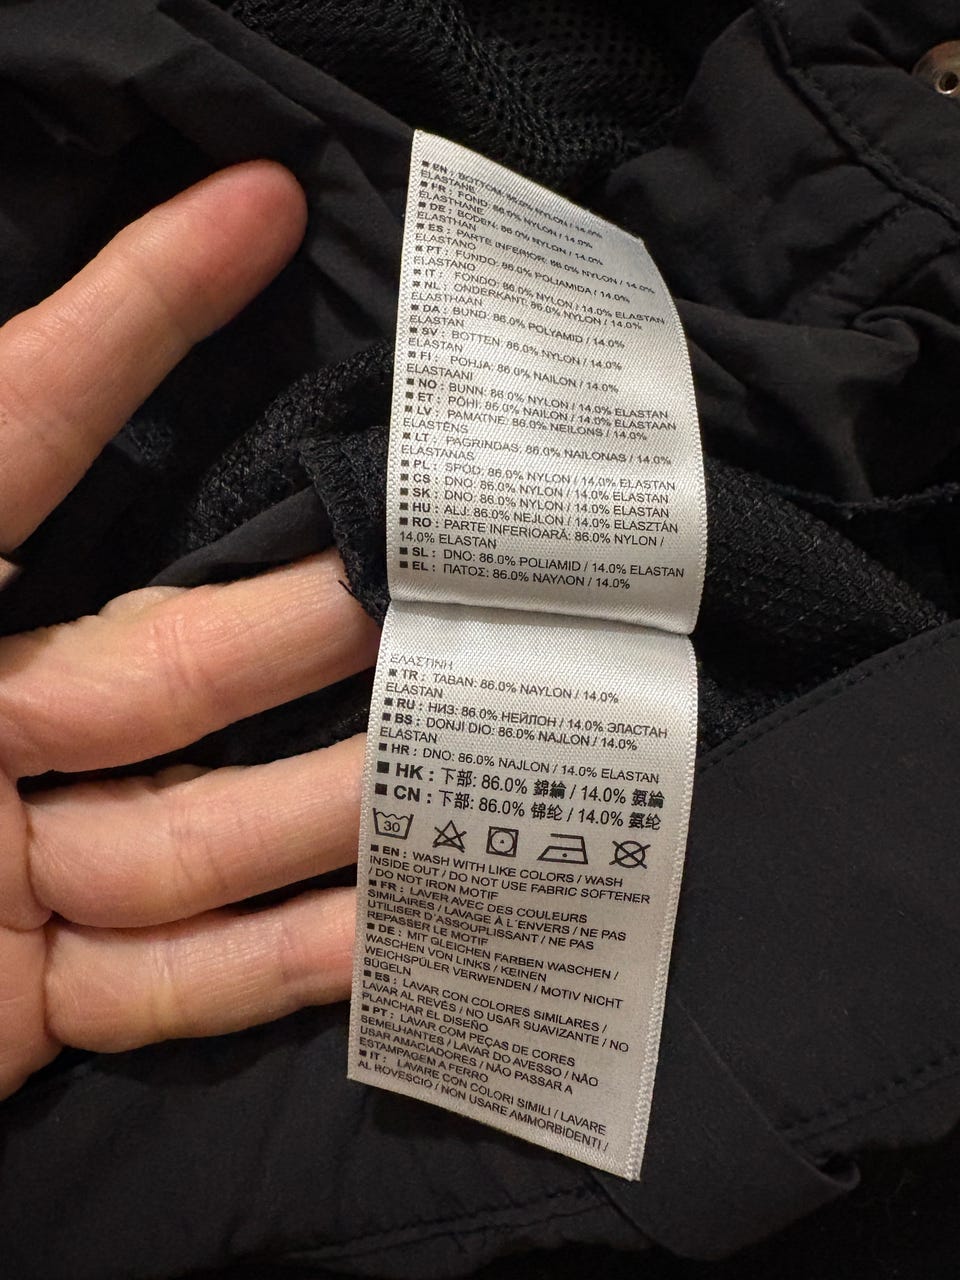 ■ EN : BOTTOM: 86.0% NYLON / 14.0%
ELASTANE
■ FR : FOND: 86.0% NYLON / 14.0%
ÉLASTHANE
■ DE : BODEN: 86.0% NYLON / 14.0%
ELASTHAN
■ ES : PARTE INFERIOR: 86.0% NYLON / 14.0%
ELASTANO
■ PT : FUNDO: 86.0% POLIAMIDA / 14.0%
ELASTANO
■ IT : FONDO: 86.0% NYLON / 14.0% ELASTAN
■ NL : ONDERKANT: 86.0% NYLON / 14.0%
ELASTHAAN
■ DA : BUND: 86.0% POLYAMID / 14.0%
ELASTAN
■ SV : BOTTEN: 86.0% NYLON / 14.0%
ELASTAN
■ FI : POHJA: 86.0% NAILON / 14.0%
ELASTAANI
■ NO : BUNN: 86.0% NYLON / 14.0% ELASTAN
■ ET : PÕHI: 86.0% NAILON / 14.0% ELASTAAN
■ LV : PAMATNE: 86.0% NEILONS / 14.0%
ELASTĒNS
■ LT : PAGRINDAS: 86.0% NAILONAS / 14.0%
ELASTANAS
■ PL : SPÓD: 86.0% NYLON / 14.0% ELASTAN
■ CS : DNO: 86.0% NYLON / 14.0% ELASTAN
■ SK : DNO: 86.0% NYLON / 14.0% ELASTAN
■ HU : ALJ: 86.0% NEJLON / 14.0% ELASZTÁN
■ RO : PARTE INFERIOARĂ: 86.0% NYLON /
14.0% ELASTAN
■ SL : DNO: 86.0% POLIAMID / 14.0% ELASTAN
■ EL : ΠΑΤΟΣ: 86.0% ΝΑΥΛΟΝ / 14.0%
ΕΛΑΣΤΙΝΗ
■ TR : TABAN: 86.0% NAYLON / 14.0%
ELASTAN
■ RU : НИЗ: 86.0% НЕЙЛОН / 14.0% ЭЛАСТАН
■ BS : DONJI DIO: 86.0% NAJLON / 14.0%
ELASTAN
■ HR : DNO: 86.0% NAJLON / 14.0% ELASTAN
■ HK : 下部: 86.0% 錦綸 / 14.0% 氨綸
■ CN : 下部: 86.0% 锦纶 / 14.0% 氨纶
30
■ EN : WASH WITH LIKE COLORS / WASH
INSIDE OUT / DO NOT USE FABRIC SOFTENER
/ DO NOT IRON MOTIF
■ FR : LAVER AVEC DES COULEURS
SIMILAIRES / LAVAGE À L'ENVERS / NE PAS
UTILISER D'ASSOUPLISSANT / NE PAS
REPASSER LE MOTIF
■ DE : MIT GLEICHEN FARBEN WASCHEN /
WASCHEN VON LINKS / KEINEN
WEICHSPÜLER VERWENDEN / MOTIV NICHT
BÜGELN
■ ES : LAVAR CON COLORES SIMILARES /
LAVAR AL REVÉS / NO USAR SUAVIZANTE / NO
PLANCHAR EL DISEÑO
■ PT : LAVAR COM PEÇAS DE CORES
SEMELHANTES / LAVAR DO AVESSO / NÃO
USAR AMACIADORES / NÃO PASSAR A
ESTAMPAGEM A FERRO
■ IT : LAVARE CON COLORI SIMILI / LAVARE
AL ROVESCIO / NON USARE AMMORBIDENTI /